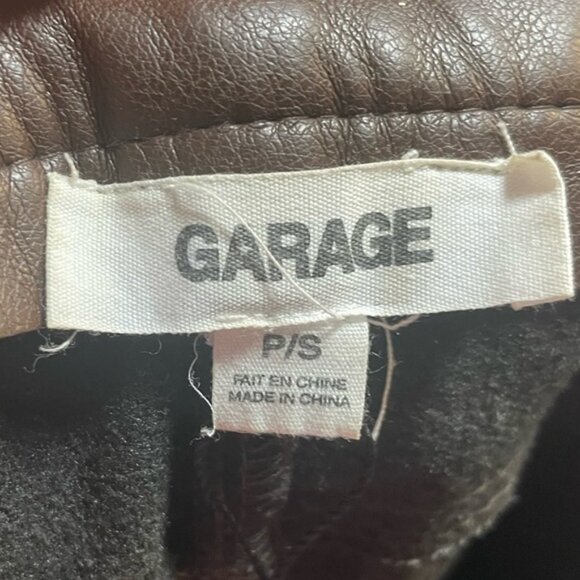 GARAGE
P/S
FAIT EN CHINE
MADE IN CHINA